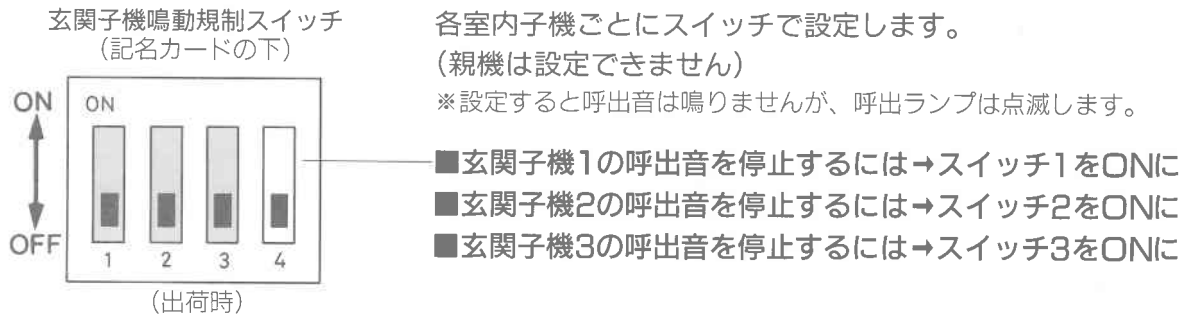 玄関子機鳴動規制スイッチ
(記名カードの下)
ON
OFF
ON
1 2 3 4
(出荷時)
各室内子機ごとにスイッチで設定します。
(親機は設定できません)
※設定すると呼出音は鳴りませんが、呼出ランプは点滅します。
■玄関子機1の呼出音を停止するには➡スイッチ1をONに
■玄関子機2の呼出音を停止するには➡スイッチ2をONに
■玄関子機3の呼出音を停止するには➡スイッチ3をONに